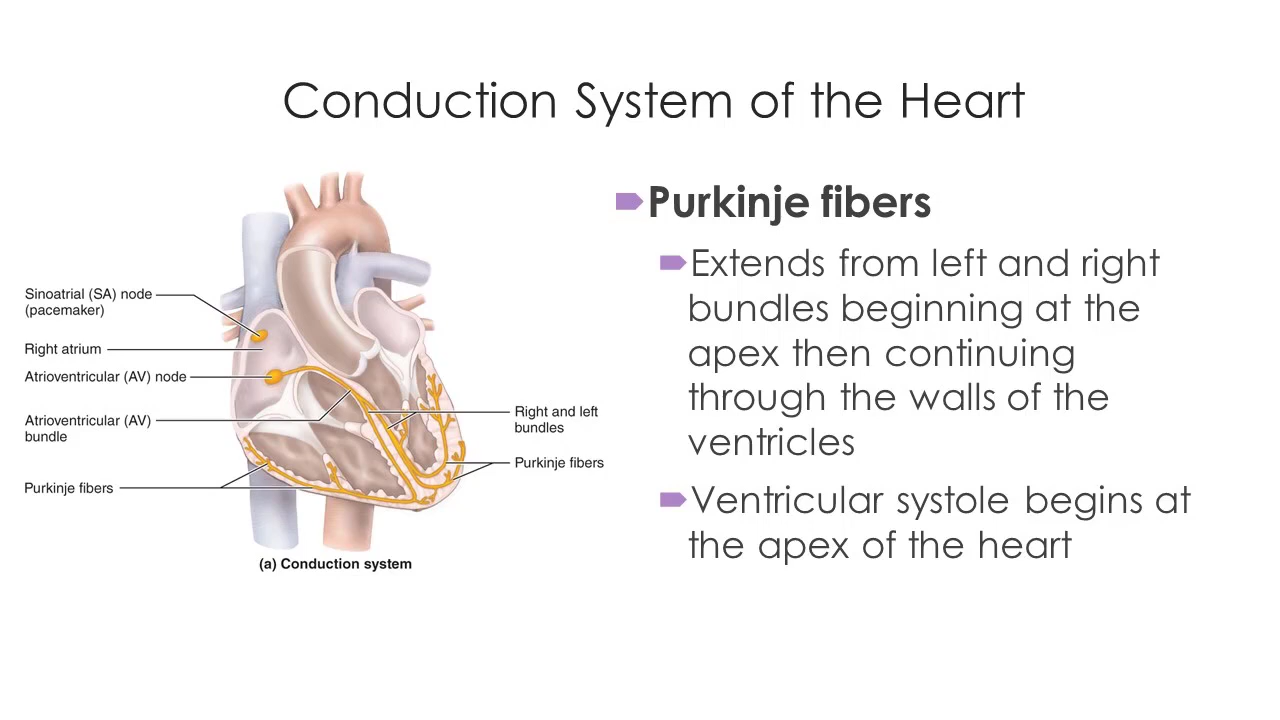 Conduction System of the Heart
Sinoatrial (SA) node
(pacemaker)
Right atrium
Atrioventricular (AV) node
Atrioventricular (AV)
bundle
Purkinje fibers
Right and left
bundles
Purkinje fibers
(a) Conduction system
Purkinje fibers
Extends from left and right
bundles beginning at the
apex then continuing
through the walls of the
ventricles
Ventricular systole begins at
the apex of the heart